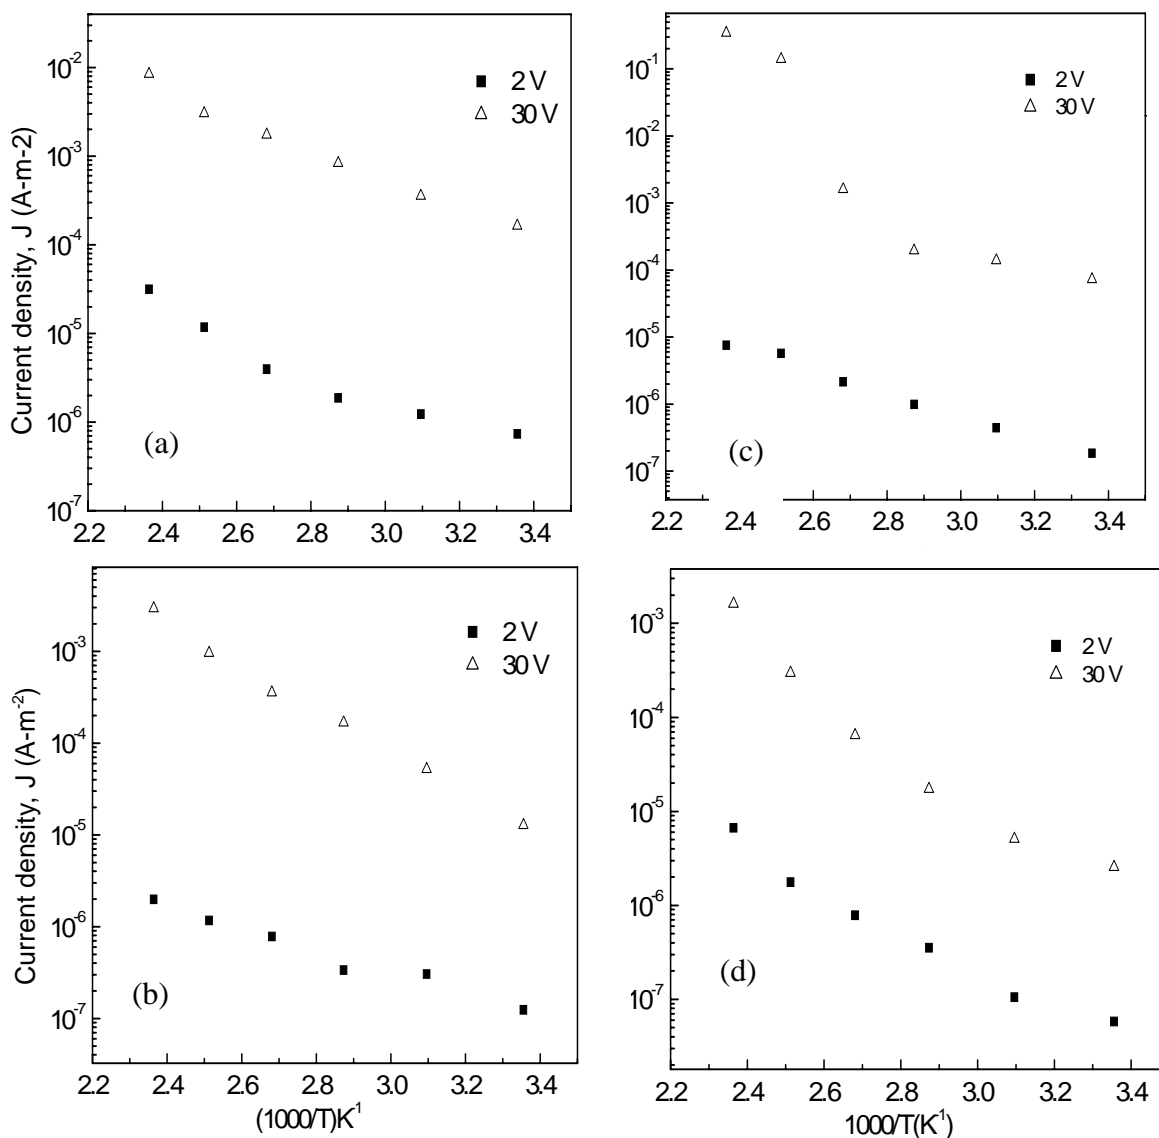 10-2
10-3
10-4
10-5
10-6
10-7
Current density, J (A-m-2)
2 V
30 V
(a)
2.2 2.4 2.6 2.8 3.0 3.2 3.4
10-1
10-2
10-3
10-4
10-5
10-6
10-7
2 V
30 V
(c)
2.2 2.4 2.6 2.8 3.0 3.2 3.4
10-3
10-4
10-5
10-6
10-7
Current density, J (A-m-2)
2 V
30 V
(b)
2.2 2.4 2.6 2.8 3.0 3.2 3.4
(1000/T)K-1
10-3
10-4
10-5
10-6
10-7
2 V
30 V
(d)
2.2 2.4 2.6 2.8 3.0 3.2 3.4
1000/T(K-1)